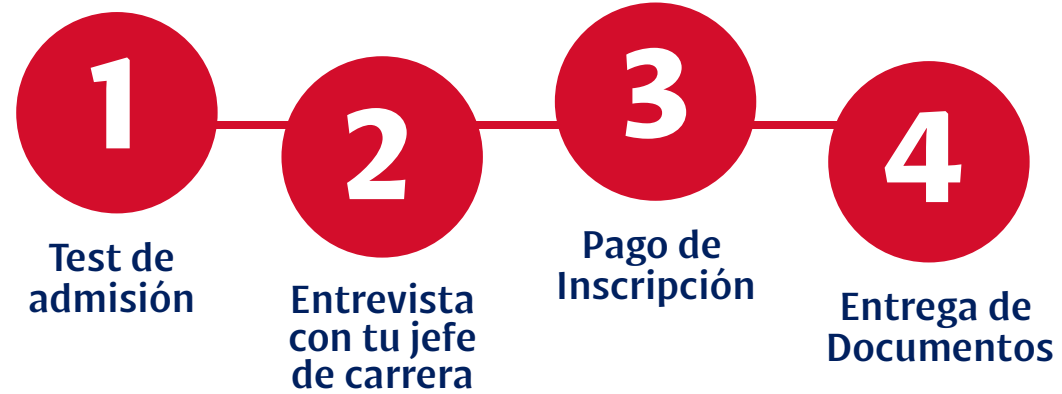 1
Test de
admisión
2
Entrevista
con tu jefe
de carrera
3
Pago de
Inscripción
4
Entrega de
Documentos